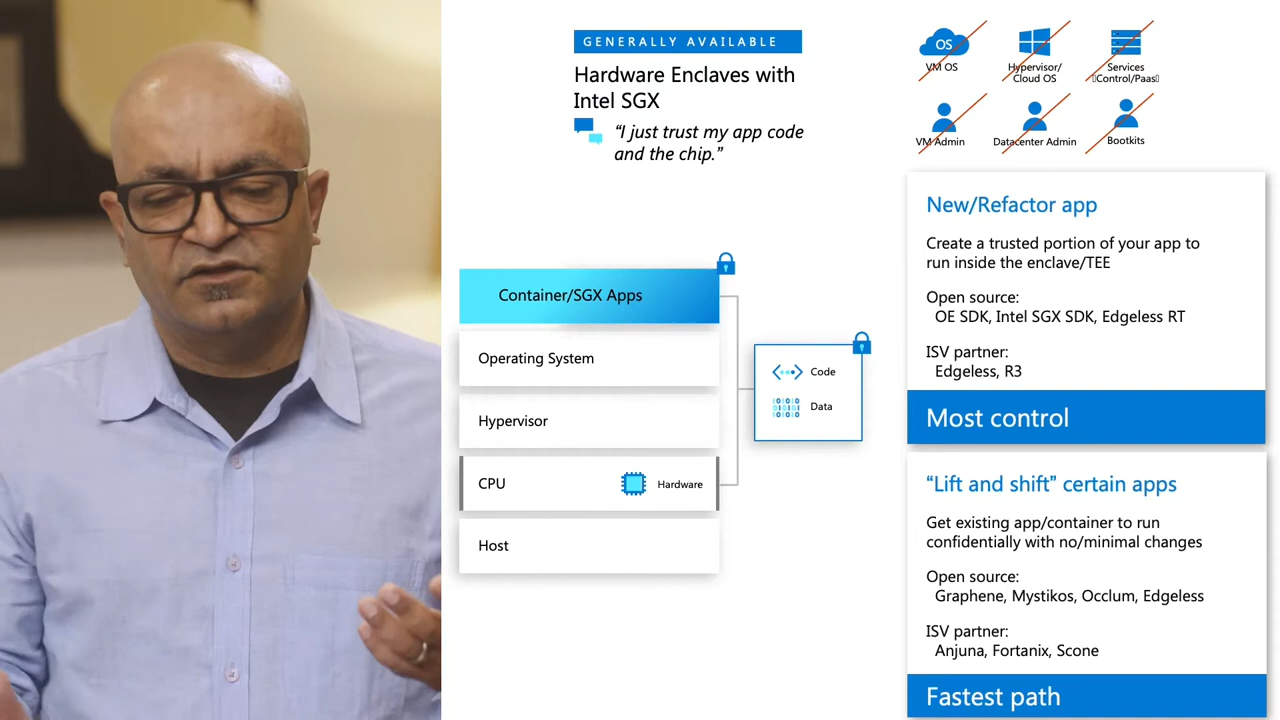 GENERALLY AVAILABLE
Hardware Enclaves with
Intel SGX
“I just trust my app code
and the chip.”
Container/SGX Apps
Operating System
Hypervisor
CPU
Hardware
Host
Code
Data
OS
VM OS
Hypervisor/
Cloud OS
Services
(Control/Paas)
VM Admin
Datacenter Admin
Bootkits
New/Refactor app
Create a trusted portion of your app to
run inside the enclave/TEE
Open source:
OE SDK, Intel SGX SDK, Edgeless RT
ISV partner:
Edgeless, R3
Most control
“Lift and shift” certain apps
Get existing app/container to run
confidentially with no/minimal changes
Open source:
Graphene, Mystikos, Occlum, Edgeless
ISV partner:
Anjuna, Fortanix, Scone
Fastest path